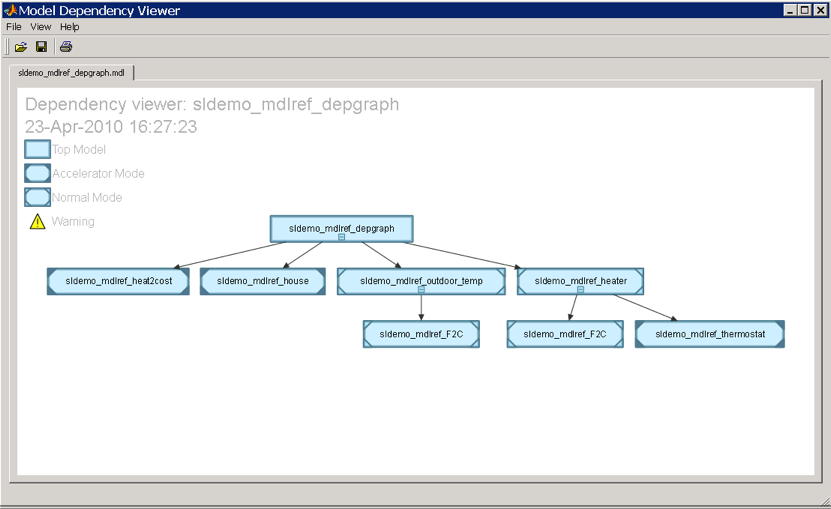 Model Dependency Viewer
File View Help
sldemo_mdlref_depgraph.mdl
Dependency viewer: sldemo_mdlref_depgraph
23-Apr-2010 16:27:23
Top Model
Accelerator Mode
Normal Mode
Warning
sldemo_mdlref_depgraph
sldemo_mdlref_heat2cost sldemo_mdlref_house sldemo_mdlref_outdoor_temp sldemo_mdlref_heater
sldemo_mdlref_F2C sldemo_mdlref_F2C sldemo_mdlref_thermostat